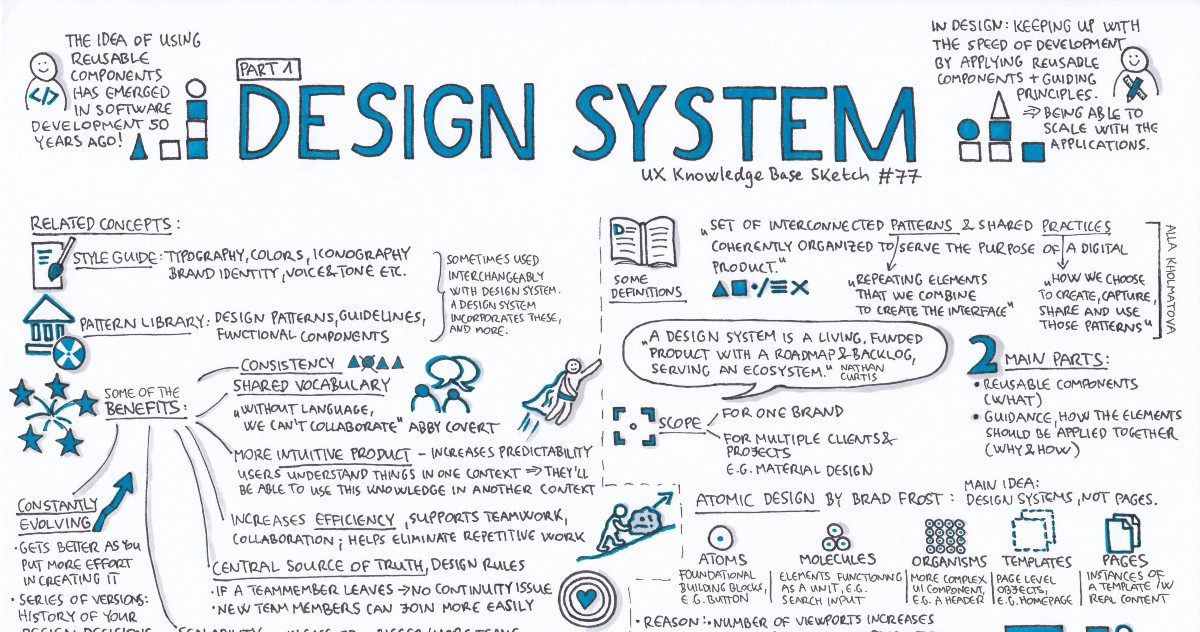 THE IDEA OF USING
REUSABLE
COMPONENTS
HAS EMERGED
IN SOFTWARE
DEVELOPMENT 50
YEARS AGO!
</>
PART 1
DESIGN SYSTEM
UX Knowledge Base Sketch #77
IN DESIGN: KEEPING UP WITH
THE SPEED OF DEVELOPMENT
BY APPLYING REUSABLE
COMPONENTS + GUIDING
PRINCIPLES.
⇒ BEING ABLE TO
SCALE WITH THE
APPLICATIONS.
RELATED CONCEPTS:
STYLE GUIDE: TYPOGRAPHY, COLORS, ICONOGRAPHY
BRAND IDENTITY, VOICE & TONE ETC.
PATTERN LIBRARY: DESIGN PATTERNS, GUIDELINES,
FUNCTIONAL COMPONENTS
SOMETIMES USED
INTERCHANGEABLY
WITH DESIGN SYSTEM.
A DESIGN SYSTEM
INCORPORATES THESE,
AND MORE.
SOME OF THE
BENEFITS:
CONSISTENCY
SHARED VOCABULARY
„WITHOUT LANGUAGE,
WE CAN'T COLLABORATE" ABBY COVERT
MORE INTUITIVE PRODUCT – INCREASES PREDICTABILITY
USERS UNDERSTAND THINGS IN ONE CONTEXT ⇒ THEY'LL
BE ABLE TO USE THIS KNOWLEDGE IN ANOTHER CONTEXT
INCREASES EFFICIENCY, SUPPORTS TEAMWORK,
COLLABORATION; HELPS ELIMINATE REPETITIVE WORK
CENTRAL SOURCE OF TRUTH, DESIGN RULES
• IF A TEAMMEMBER LEAVES → NO CONTINUITY ISSUE
• NEW TEAM MEMBERS CAN JOIN MORE EASILY
CONSTANTLY
EVOLVING
• GETS BETTER AS YOU
PUT MORE EFFORT
IN CREATING IT
• SERIES OF VERSIONS:
HISTORY OF YOUR
DESIGN DECISIONS
D
SOME
DEFINITIONS
„SET OF INTERCONNECTED PATTERNS & SHARED PRACTICES
COHERENTLY ORGANIZED TO SERVE THE PURPOSE OF A DIGITAL
PRODUCT."
„REPEATING ELEMENTS
THAT WE COMBINE
TO CREATE THE INTERFACE"
„HOW WE CHOOSE
TO CREATE, CAPTURE,
SHARE AND USE
THOSE PATTERNS"
ALLA KHOLMATOVA
„A DESIGN SYSTEM IS A LIVING, FUNDED
PRODUCT WITH A ROADMAP & BACKLOG,
SERVING AN ECOSYSTEM." NATHAN
CURTIS
2 MAIN PARTS:
• REUSABLE COMPONENTS
(WHAT)
• GUIDANCE, HOW THE ELEMENTS
SHOULD BE APPLIED TOGETHER
(WHY & HOW)
SCOPE
FOR ONE BRAND
FOR MULTIPLE CLIENTS &
PROJECTS
E.G. MATERIAL DESIGN
ATOMIC DESIGN BY BRAD FROST:
MAIN IDEA:
DESIGN SYSTEMS, NOT PAGES.
ATOMS
FOUNDATIONAL
BUILDING BLOCKS,
E.G. BUTTON
MOLECULES
ELEMENTS FUNCTIONING
AS A UNIT, E.G.
SEARCH INPUT
ORGANISMS
MORE COMPLEX
UI COMPONENT,
E.G. A HEADER
TEMPLATES
PAGE LEVEL
OBJECTS,
E.G. HOMEPAGE
PAGES
INSTANCES OF
A TEMPLATE /W
REAL CONTENT
• REASON: • NUMBER OF VIEWPORTS INCREASES